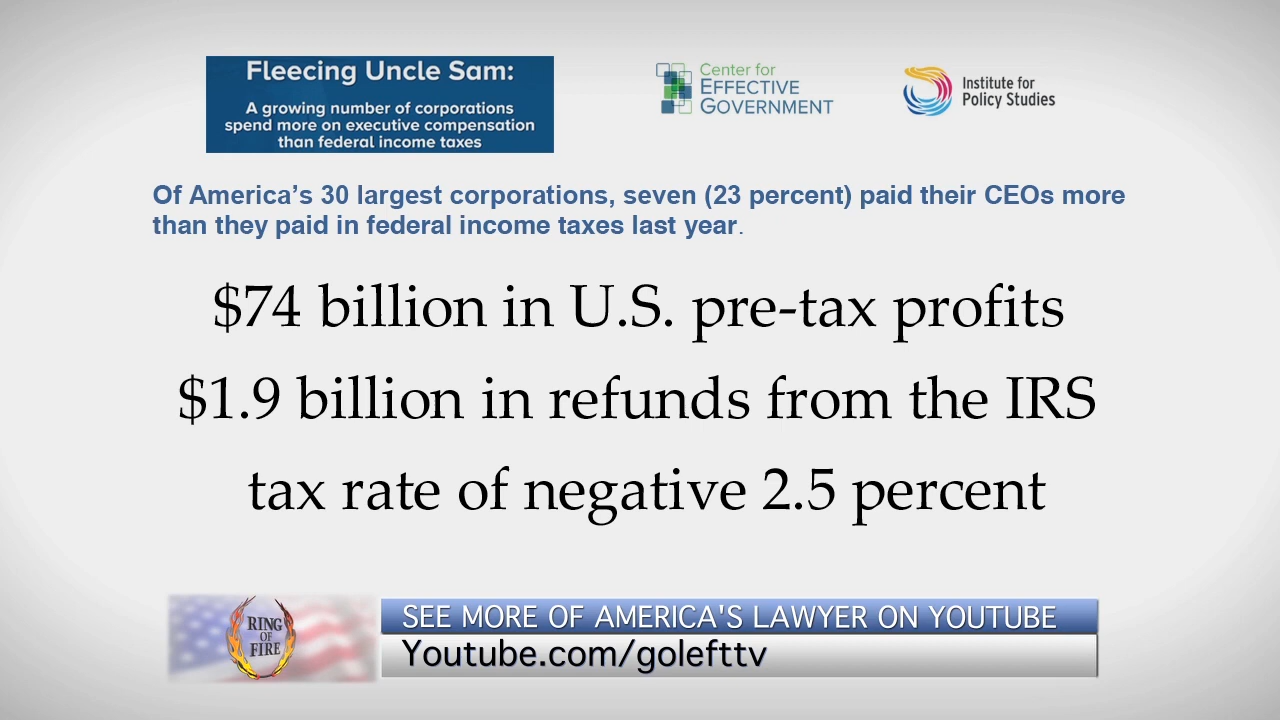 Fleecing Uncle Sam:
A growing number of corporations
spend more on executive compensation
than federal income taxes
Center for
EFFECTIVE
GOVERNMENT
Institute for
Policy Studies
Of America’s 30 largest corporations, seven (23 percent) paid their CEOs more
than they paid in federal income taxes last year.
$74 billion in U.S. pre-tax profits
$1.9 billion in refunds from the IRS
tax rate of negative 2.5 percent
RING
OF
FIRE
SEE MORE OF AMERICA'S LAWYER ON YOUTUBE
Youtube.com/golefttv